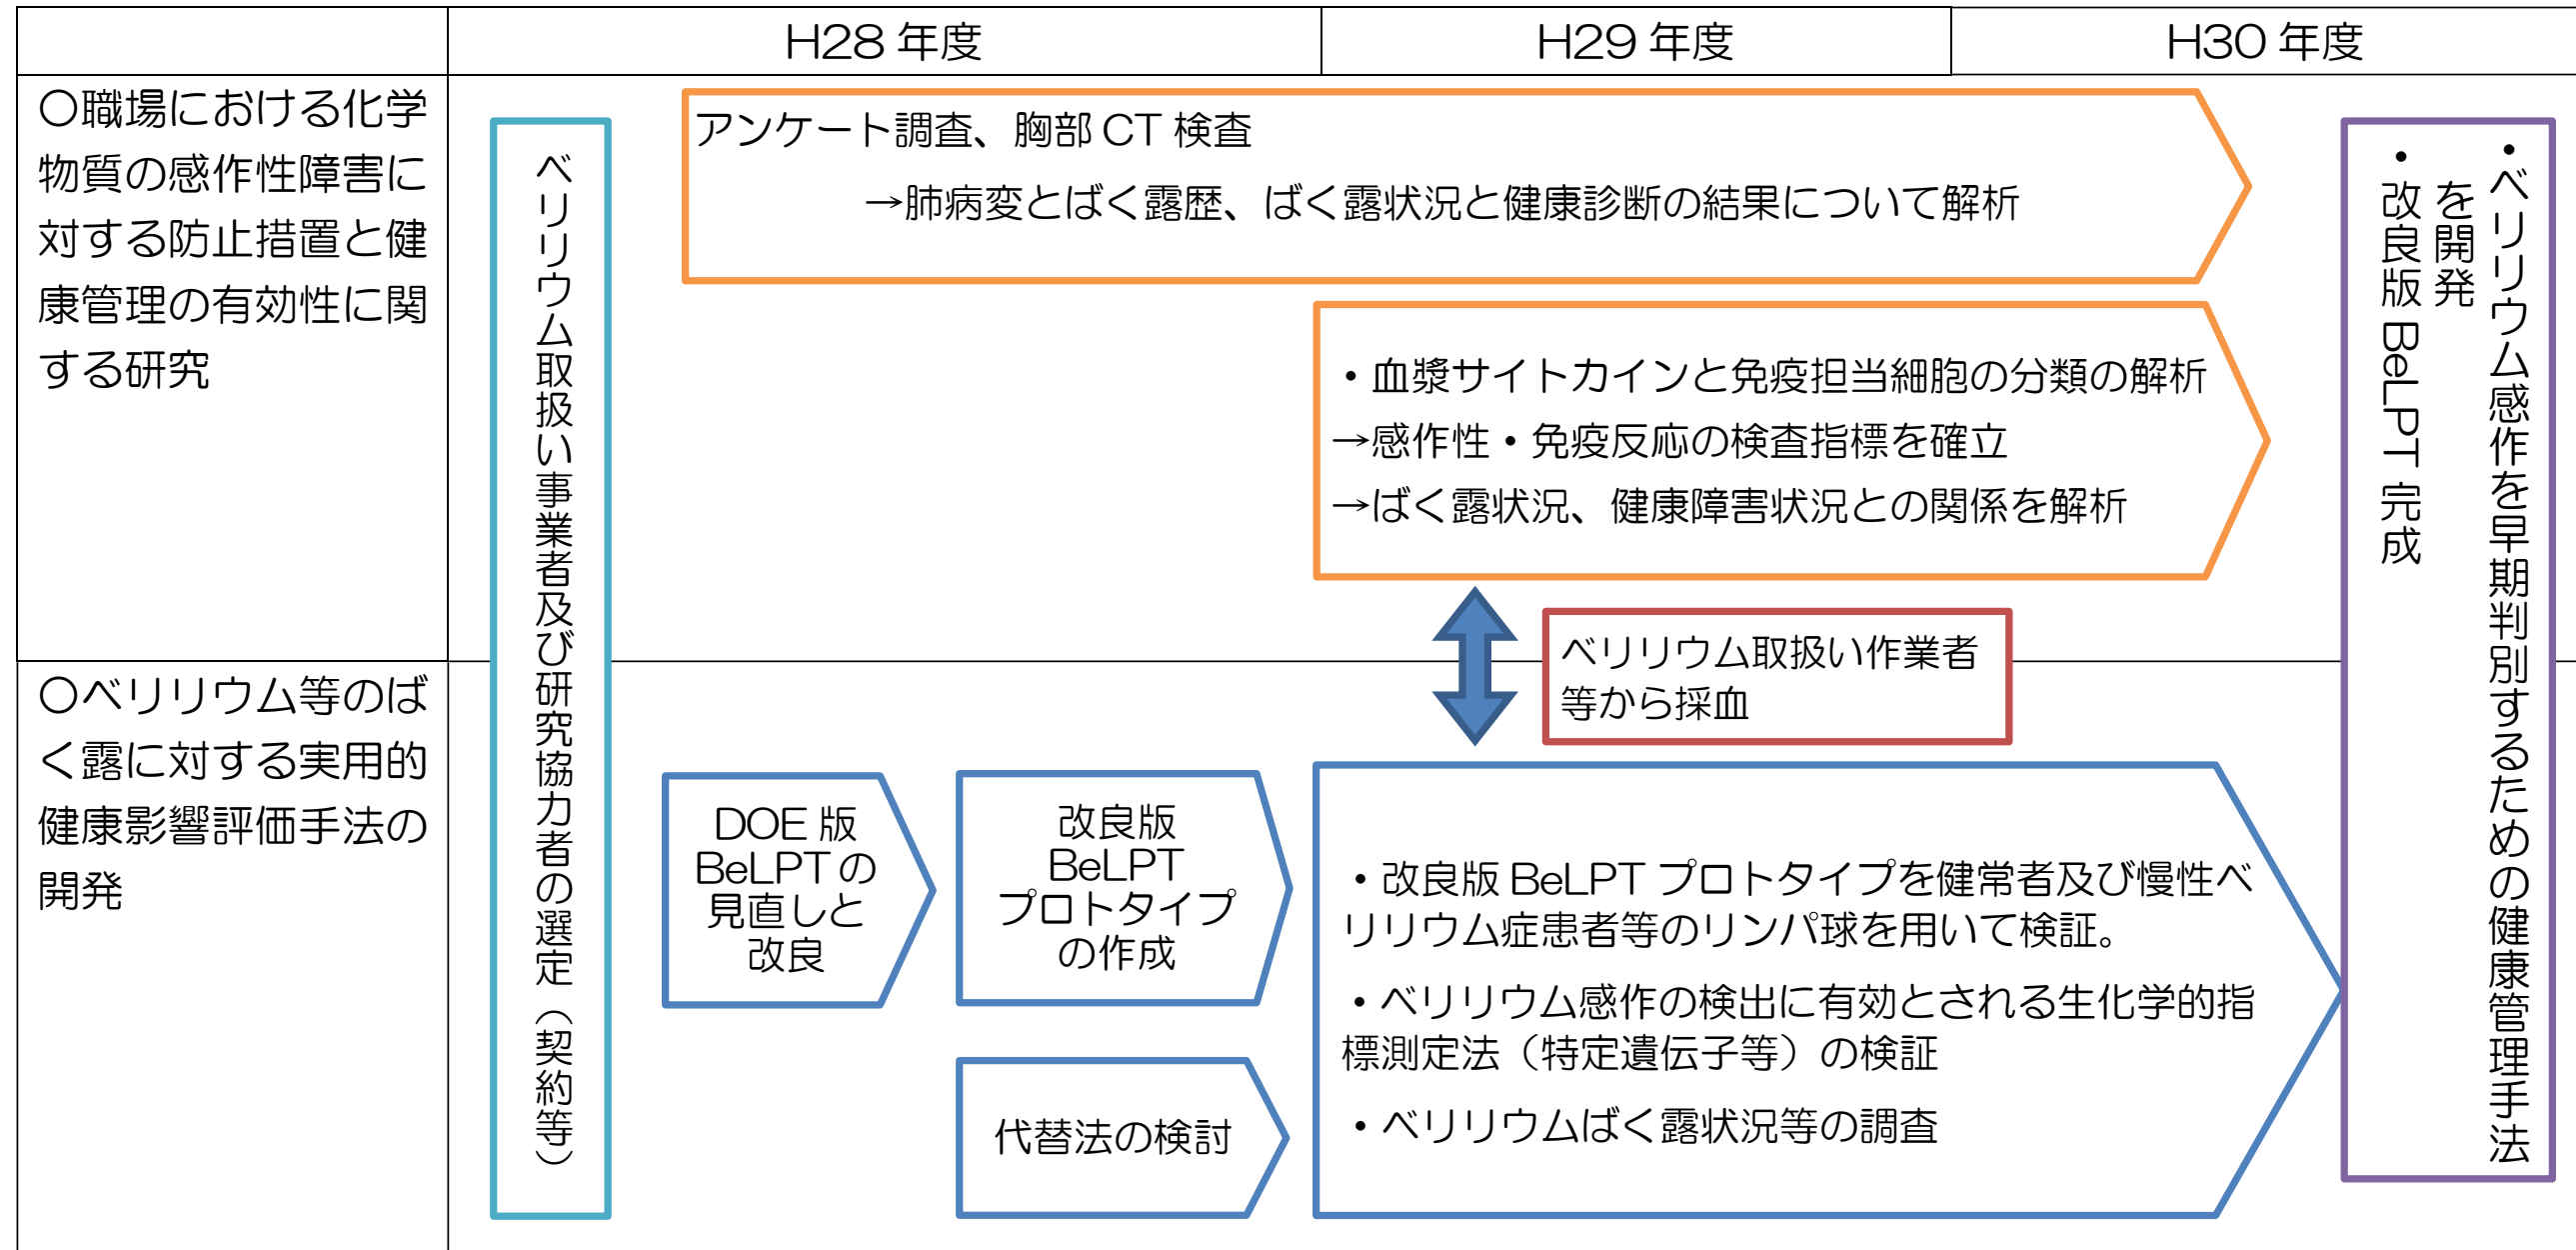 H28 年度
H29 年度
H30 年度
〇職場における化学
物質の感作性障害に
対する防止措置と健
康管理の有効性に関
する研究
ベリリウム取扱い事業者及び研究協力者の選定（契約等）
アンケート調査、胸部 CT 検査
→肺病変とばく露歴、ばく露状況と健康診断の結果について解析
・血漿サイトカインと免疫担当細胞の分類の解析
→感作性・免疫反応の検査指標を確立
→ばく露状況、健康障害状況との関係を解析
ベリリウム取扱い作業者
等から採血
〇ベリリウム等のば
く露に対する実用的
健康影響評価手法の
開発
DOE 版
BeLPT の
見直しと
改良
改良版
BeLPT
プロトタイプ
の作成
代替法の検討
・改良版 BeLPT プロトタイプを健常者及び慢性ベ
リリウム症患者等のリンパ球を用いて検証。
・ベリリウム感作の検出に有効とされる生化学的指
標測定法（特定遺伝子等）の検証
・ベリリウムばく露状況等の調査
・ベリリウム感作を早期判別するための健康管理手法
を開発
・改良版 BeLPT 完成